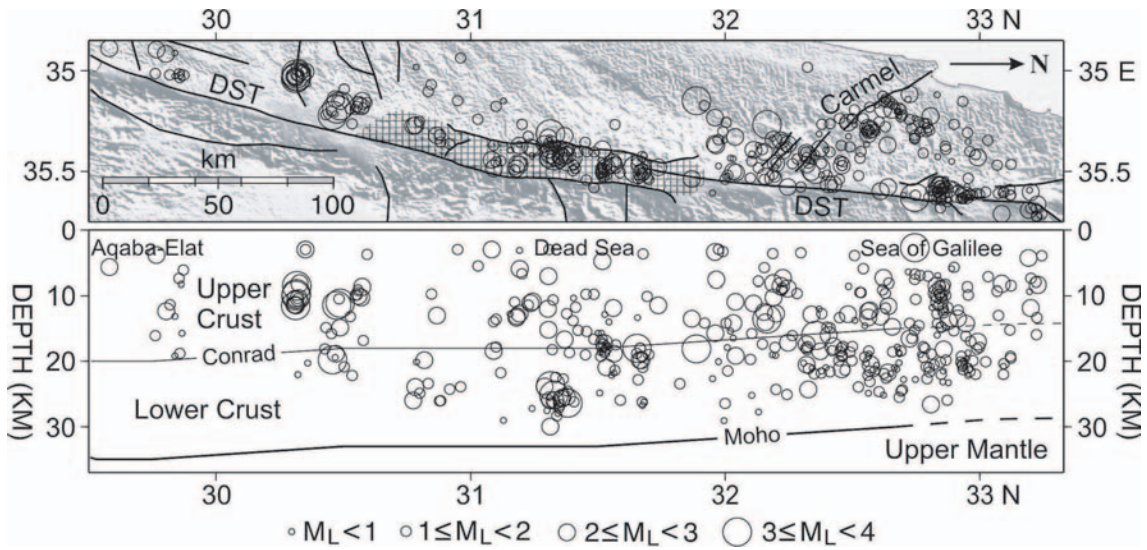 30 31 32 33 N
35
35 E
N
Carmel
DST
km
35.5
35.5
DST
0 50 100
0
0
Aqaba-Elat
Dead Sea
Sea of Galilee
DEPTH (KM)
DEPTH (KM)
10
10
Upper
Crust
Conrad
20
20
Lower Crust
30
30
Moho
Upper Mantle
30 31 32 33 N
M_L<1 1≤M_L<2 2≤M_L<3 3≤M_L<4